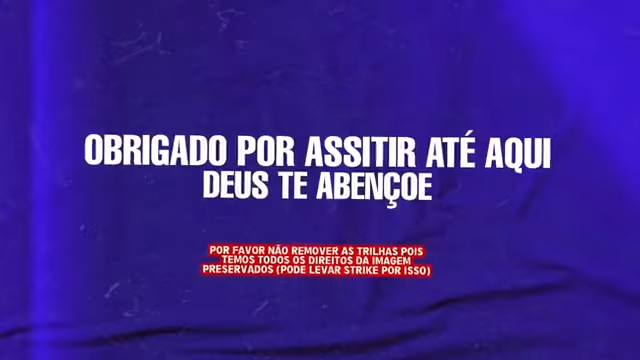 OBRIGADO POR ASSITIR ATÉ AQUI
DEUS TE ABENÇOE
POR FAVOR NÃO REMOVER AS TRILHAS POIS
TEMOS TODOS OS DIREITOS DA IMAGEM
PRESERVADOS (PODE LEVAR STRIKE POR ISSO)